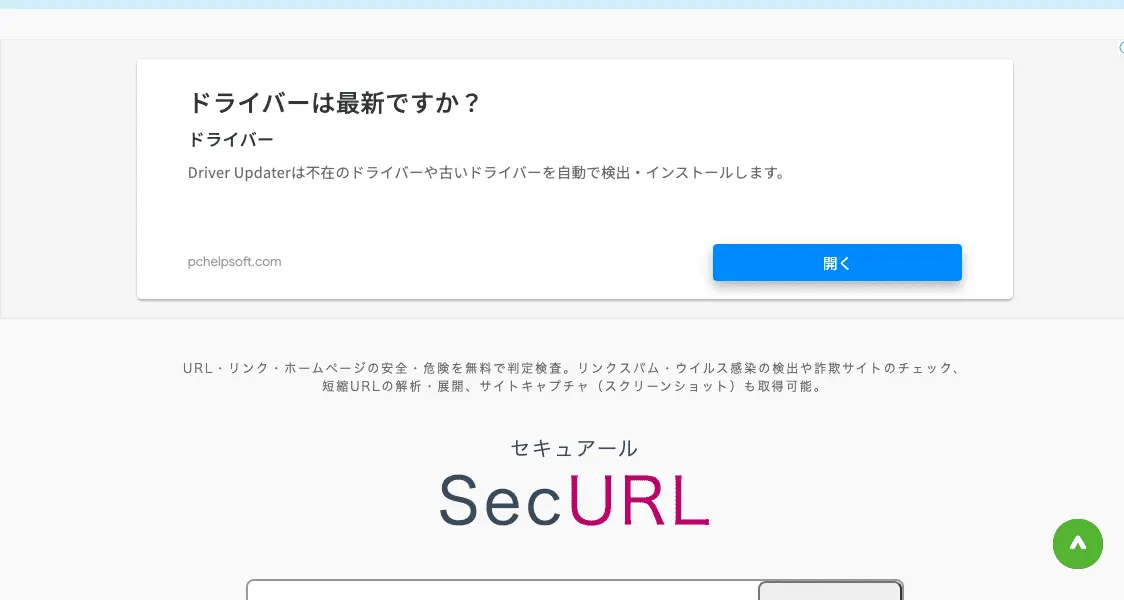 ドライバーは最新ですか？
ドライバー
Driver Updaterは不在のドライバーや古いドライバーを自動で検出・インストールします。
pchelpsoft.com
開く
URL・リンク・ホームページの安全・危険を無料で判定検査。リンクスパム・ウイルス感染の検出や詐欺サイトのチェック、
短縮URLの解析・展開、サイトキャプチャ（スクリーンショット）も取得可能。
セキュアール
SecURL